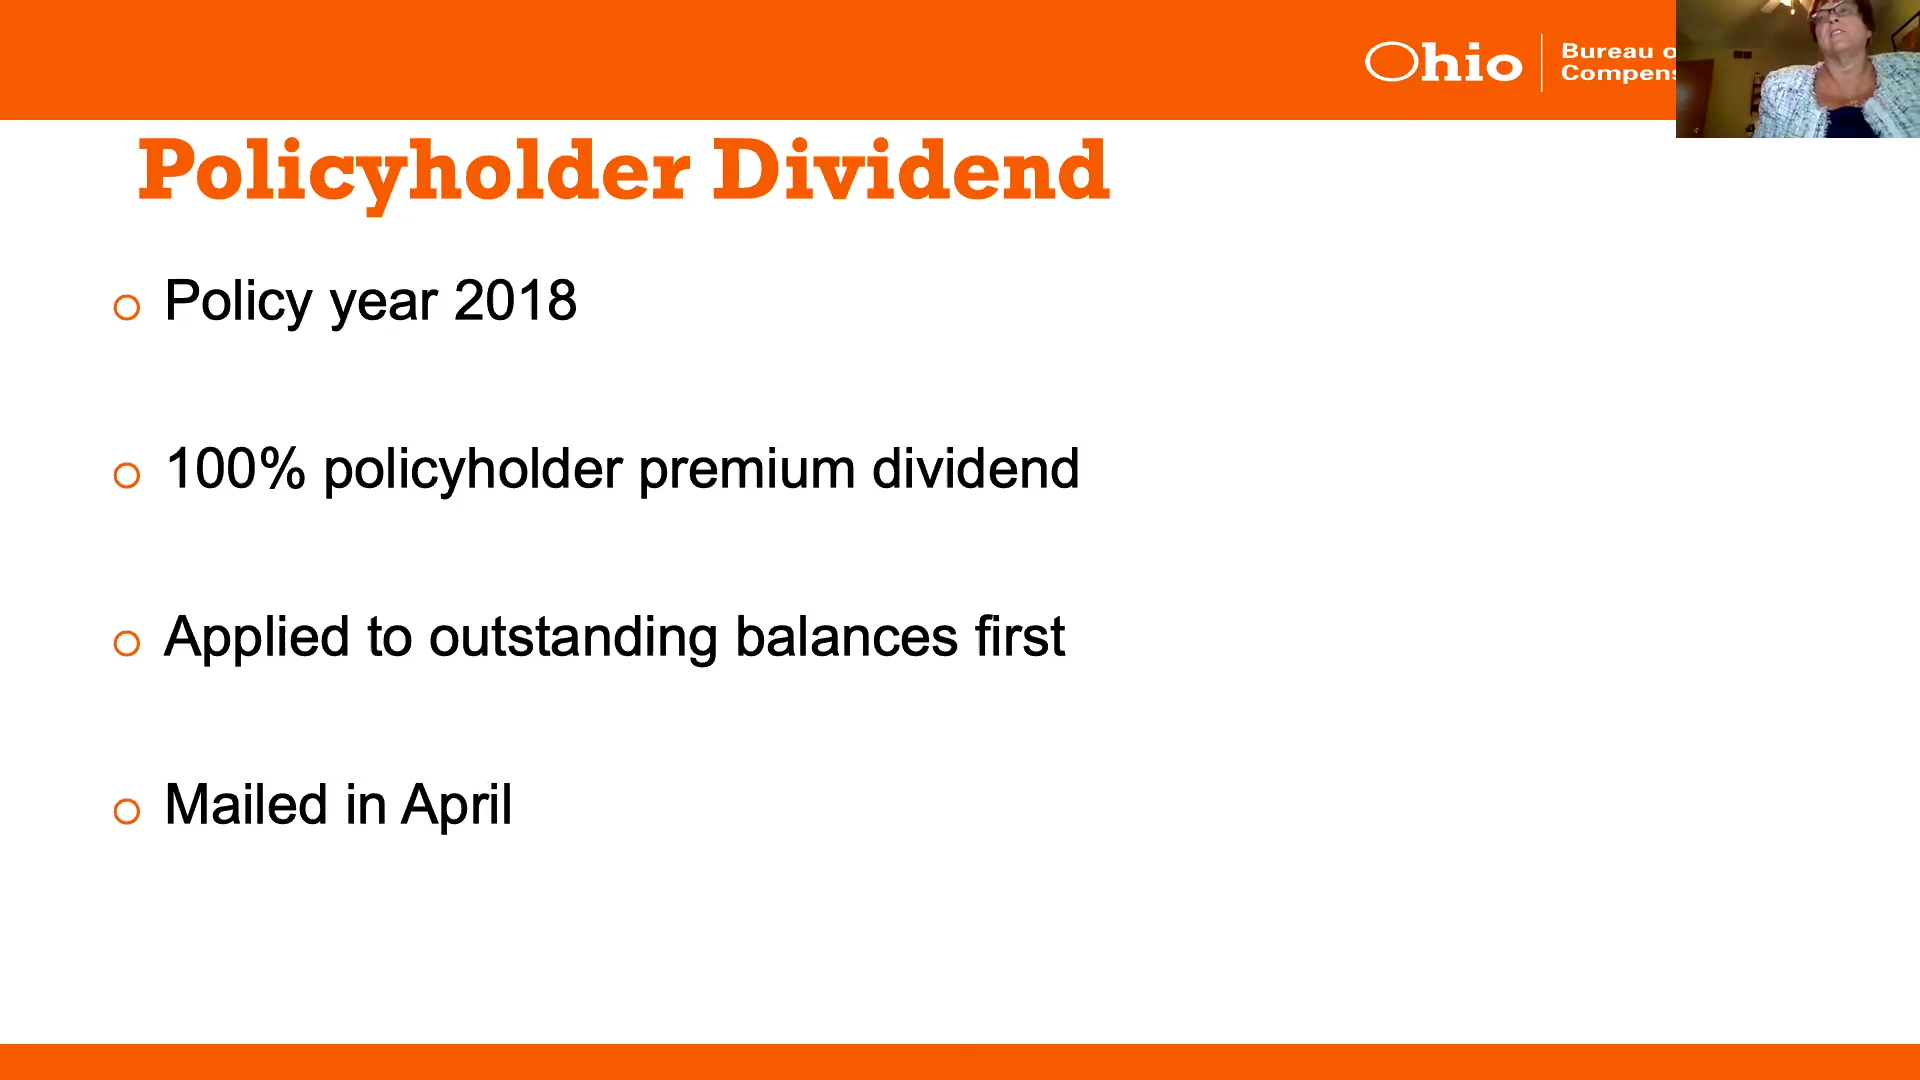 Ohio
Bureau
Policyholder Dividend
Policy year 2018
100% policyholder premium dividend
Applied to outstanding balances first
Mailed in April